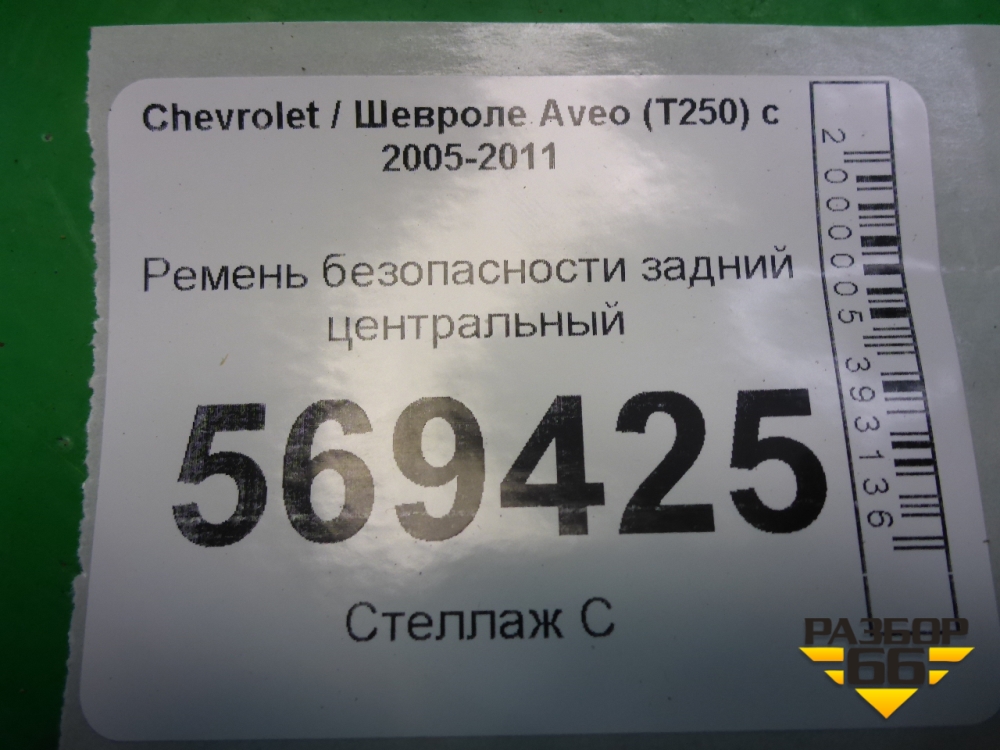 Chevrolet / Шевроле Aveo (T250) с
2005-2011
Ремень безопасности задний
центральный
569425
Стеллаж С
2000005393136
РАЗБОР
66